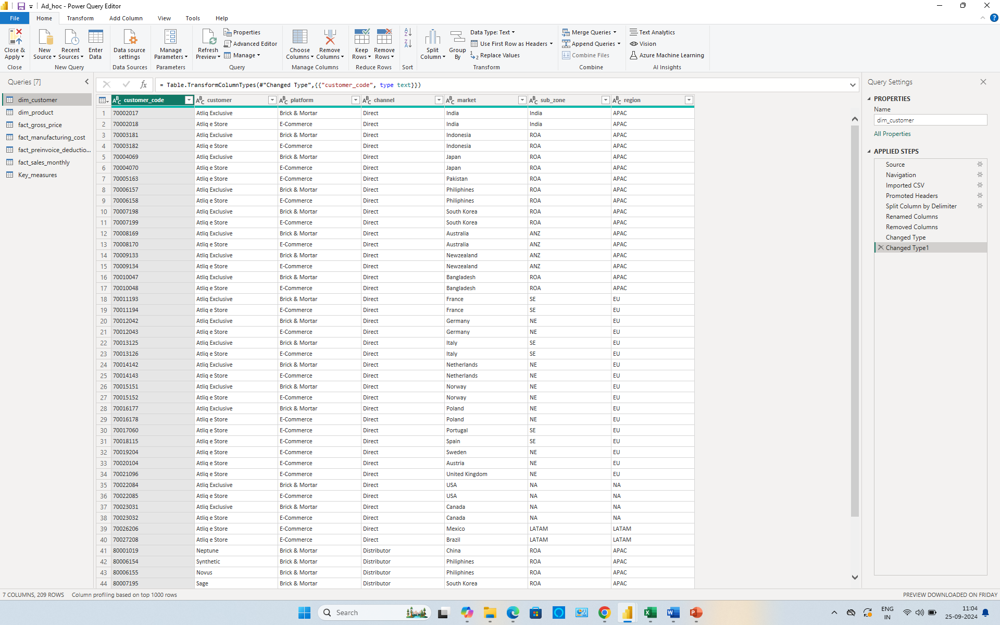 Ad_hoc - Power Query Editor
File Home Transform Add Column View Tools Help
Close & Apply
Close
New Source
Recent Sources
Enter Data
New Query
Data source settings
Data Sources
Manage Parameters
Parameters
Refresh Preview
Properties
Advanced Editor
Manage
Query
Choose Columns
Remove Columns
Manage Columns
Keep Rows
Remove Rows
Reduce Rows
Sort
Split Column
Group By
Data Type: Text
Use First Row as Headers
Replace Values
Transform
Merge Queries
Append Queries
Combine Files
Combine
Text Analytics
Vision
Azure Machine Learning
AI Insights
Queries [7]
dim_customer
dim_product
fact_gross_price
fact_manufacturing_cost
fact_preinvoice_deductio...
fact_sales_monthly
Key_measures
fx = Table.TransformColumnTypes(#"Changed Type",{{"customer_code", type text}})
customer_code customer platform channel market sub_zone region
1 70002017 Atliq Exclusive Brick & Mortar Direct India India APAC
2 70002018 Atliq e Store E-Commerce Direct India India APAC
3 70003181 Atliq Exclusive Brick & Mortar Direct Indonesia ROA APAC
4 70003182 Atliq e Store E-Commerce Direct Indonesia ROA APAC
5 70004069 Atliq Exclusive Brick & Mortar Direct Japan ROA APAC
6 70004070 Atliq e Store E-Commerce Direct Japan ROA APAC
7 70005163 Atliq e Store E-Commerce Direct Pakistan ROA APAC
8 70006157 Atliq Exclusive Brick & Mortar Direct Philiphines ROA APAC
9 70006158 Atliq e Store E-Commerce Direct Philiphines ROA APAC
10 70007198 Atliq Exclusive Brick & Mortar Direct South Korea ROA APAC
11 70007199 Atliq e Store E-Commerce Direct South Korea ROA APAC
12 70008169 Atliq Exclusive Brick & Mortar Direct Australia ANZ APAC
13 70008170 Atliq e Store E-Commerce Direct Australia ANZ APAC
14 70009133 Atliq Exclusive Brick & Mortar Direct Newzealand ANZ APAC
15 70009134 Atliq e Store E-Commerce Direct Newzealand ANZ APAC
16 70010047 Atliq Exclusive Brick & Mortar Direct Bangladesh ROA APAC
17 70010048 Atliq e Store E-Commerce Direct Bangladesh ROA APAC
18 70011193 Atliq Exclusive Brick & Mortar Direct France SE EU
19 70011194 Atliq e Store E-Commerce Direct France SE EU
20 70012042 Atliq Exclusive Brick & Mortar Direct Germany NE EU
21 70012043 Atliq e Store E-Commerce Direct Germany NE EU
22 70013125 Atliq Exclusive Brick & Mortar Direct Italy SE EU
23 70013126 Atliq e Store E-Commerce Direct Italy SE EU
24 70014142 Atliq Exclusive Brick & Mortar Direct Netherlands NE EU
25 70014143 Atliq e Store E-Commerce Direct Netherlands NE EU
26 70015151 Atliq Exclusive Brick & Mortar Direct Norway NE EU
27 70015152 Atliq e Store E-Commerce Direct Norway NE EU
28 70016177 Atliq Exclusive Brick & Mortar Direct Poland NE EU
29 70016178 Atliq e Store E-Commerce Direct Poland NE EU
30 70017060 Atliq e Store E-Commerce Direct Portugal SE EU
31 70018115 Atliq e Store E-Commerce Direct Spain SE EU
32 70019204 Atliq e Store E-Commerce Direct Sweden NE EU
33 70020104 Atliq e Store E-Commerce Direct Austria NE EU
34 70021096 Atliq e Store E-Commerce Direct United Kingdom NE EU
35 70022084 Atliq Exclusive Brick & Mortar Direct USA NA NA
36 70022085 Atliq e Store E-Commerce Direct USA NA NA
37 70023031 Atliq Exclusive Brick & Mortar Direct Canada NA NA
38 70023032 Atliq e Store E-Commerce Direct Canada NA NA
39 70026206 Atliq e Store E-Commerce Direct Mexico LATAM LATAM
40 70027208 Atliq e Store E-Commerce Direct Brazil LATAM LATAM
41 80001019 Neptune Brick & Mortar Distributor China ROA APAC
42 80006154 Synthetic Brick & Mortar Distributor Philiphines ROA APAC
43 80006155 Novus Brick & Mortar Distributor Philiphines ROA APAC
44 80007195 Sage Brick & Mortar Distributor South Korea ROA APAC
Query Settings
PROPERTIES
Name
dim_customer
All Properties
APPLIED STEPS
Source
Navigation
Imported CSV
Promoted Headers
Split Column by Delimiter
Renamed Columns
Removed Columns
Changed Type
Changed Type1
7 COLUMNS, 209 ROWS Column profiling based on top 1000 rows PREVIEW DOWNLOADED ON FRIDAY
Search
ENG
IN
11:04
25-09-2024